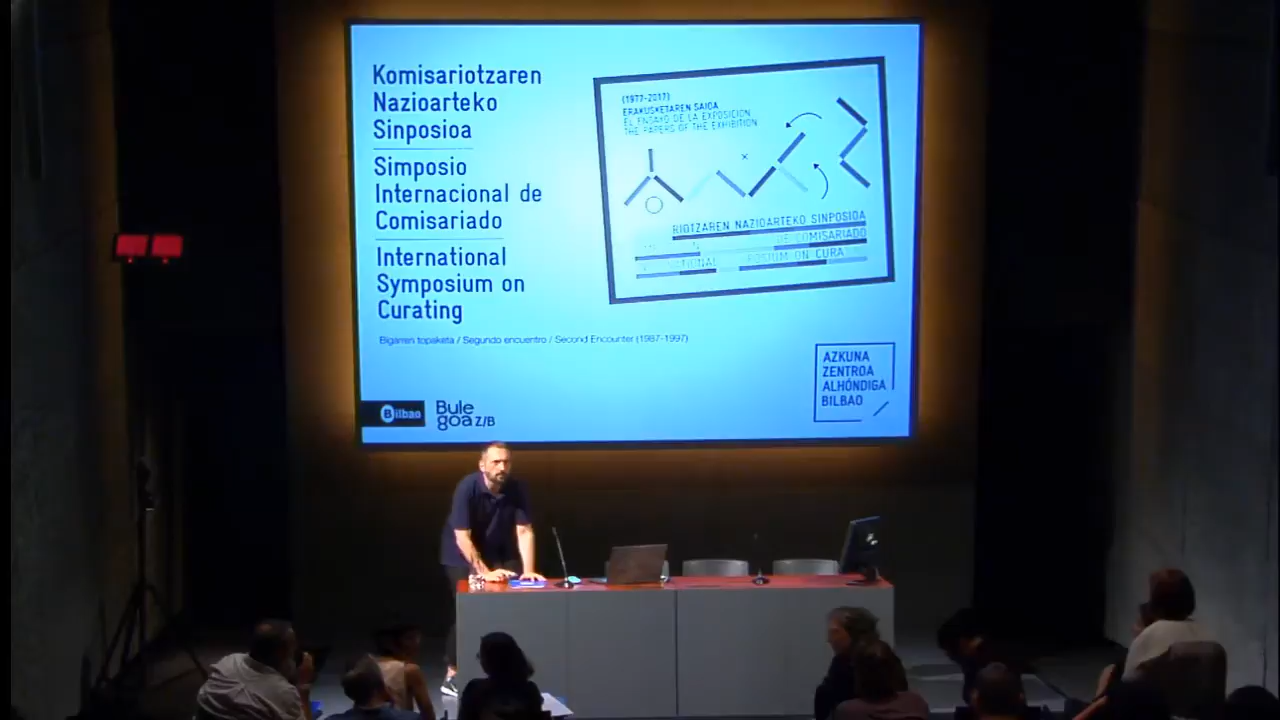 Komisariotzaren
Nazioarteko
Sinposioa
Simposio
Internacional de
Comisariado
International
Symposium on
Curating
Bigarren topaketa / Segundo encuentro / Second Encounter (1987-1997)
(1977-2017)
ERAKUSKETAREN SAIOA
EL ENSAYO DE LA EXPOSICIÓN
THE PAPERS OF THE EXHIBITION
RIOTZAREN NAZIOARTEKO SINPOSIOA
DE COMISARIADO
Bilbao
Bule
goa z/B
AZKUNA
ZENTROA
ALHÓNDIGA
BILBAO